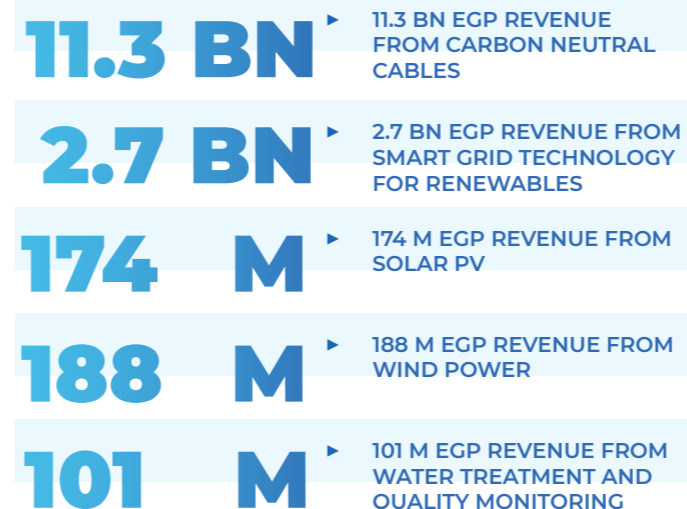 11.3 BN ► 11.3 BN EGP REVENUE
FROM CARBON NEUTRAL
CABLES
2.7 BN ► 2.7 BN EGP REVENUE FROM
SMART GRID TECHNOLOGY
FOR RENEWABLES
174 M ► 174 M EGP REVENUE FROM
SOLAR PV
188 M ► 188 M EGP REVENUE FROM
WIND POWER
101 M ► 101 M EGP REVENUE FROM
WATER TREATMENT AND
QUALITY MONITORING